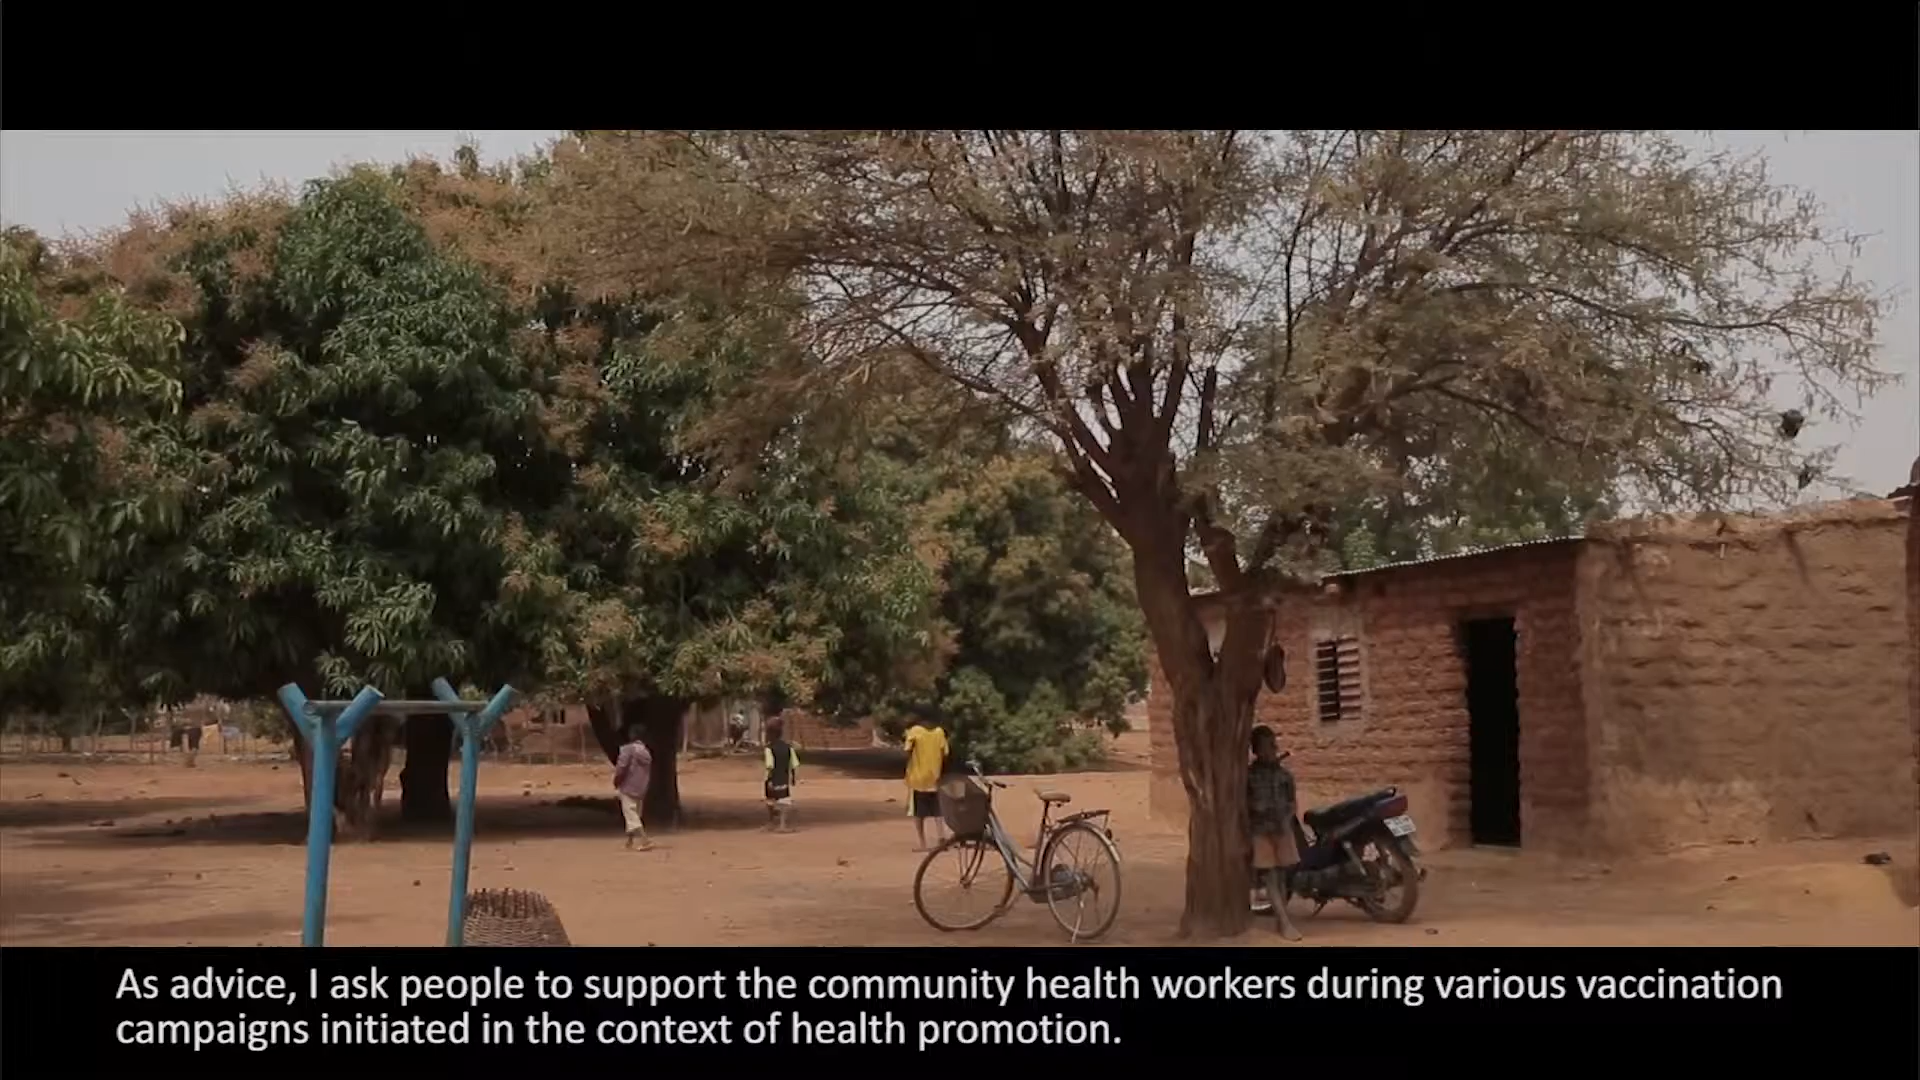 As advice, I ask people to support the community health workers during various vaccination
campaigns initiated in the context of health promotion.